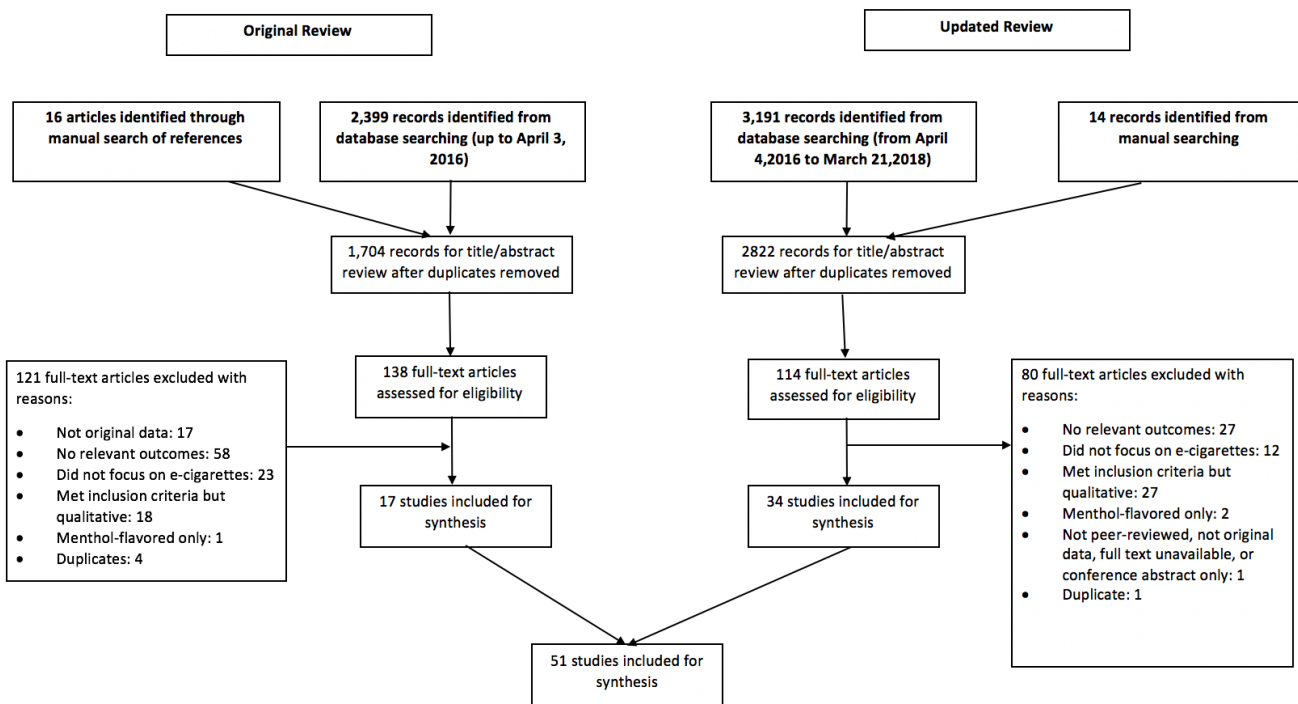 Original Review
Updated Review
16 articles identified through
manual search of references
2,399 records identified from
database searching (up to April 3,
2016)
3,191 records identified from
database searching (from April
4,2016 to March 21,2018)
14 records identified from
manual searching
1,704 records for title/abstract
review after duplicates removed
2822 records for title/abstract
review after duplicates removed
121 full-text articles excluded with
reasons:
• Not original data: 17
• No relevant outcomes: 58
• Did not focus on e-cigarettes: 23
• Met inclusion criteria but
qualitative: 18
• Menthol-flavored only: 1
• Duplicates: 4
138 full-text articles
assessed for eligibility
114 full-text articles
assessed for eligibility
80 full-text articles excluded with
reasons:
• No relevant outcomes: 27
• Did not focus on e-cigarettes: 12
• Met inclusion criteria but
qualitative: 27
• Menthol-flavored only: 2
• Not peer-reviewed, not original
data, full text unavailable, or
conference abstract only: 1
• Duplicate: 1
17 studies included for
synthesis
34 studies included for
synthesis
51 studies included for
synthesis